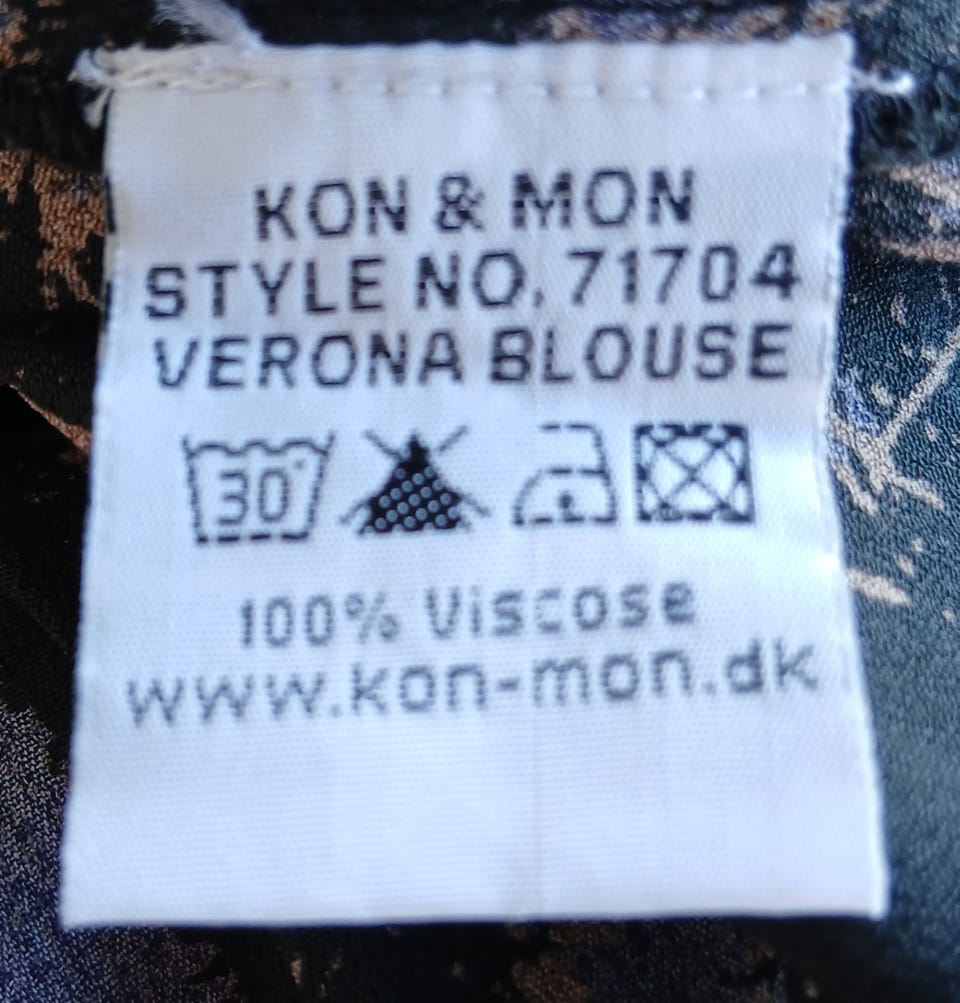 KON & MON
STYLE NO. 71704
VERONA BLOUSE
30°
100% Viscose
www.kon-mon.dk